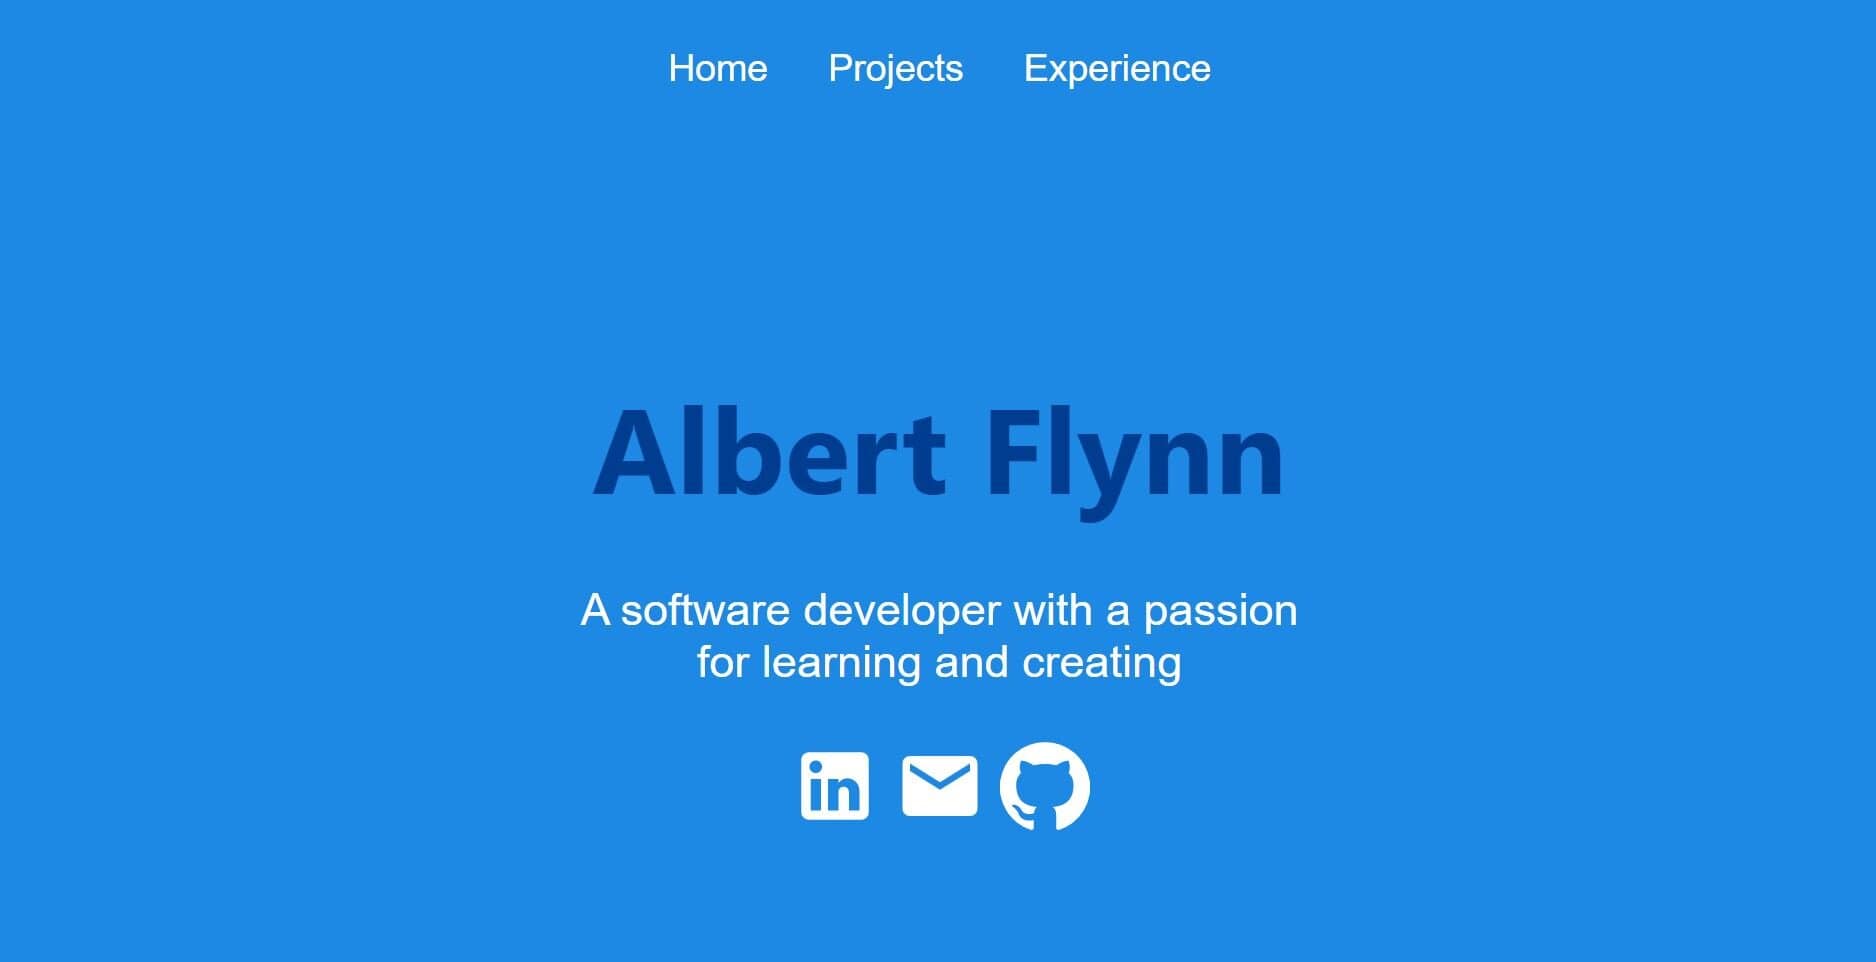 Home Projects Experience
Albert Flynn
A software developer with a passion
for learning and creating
in